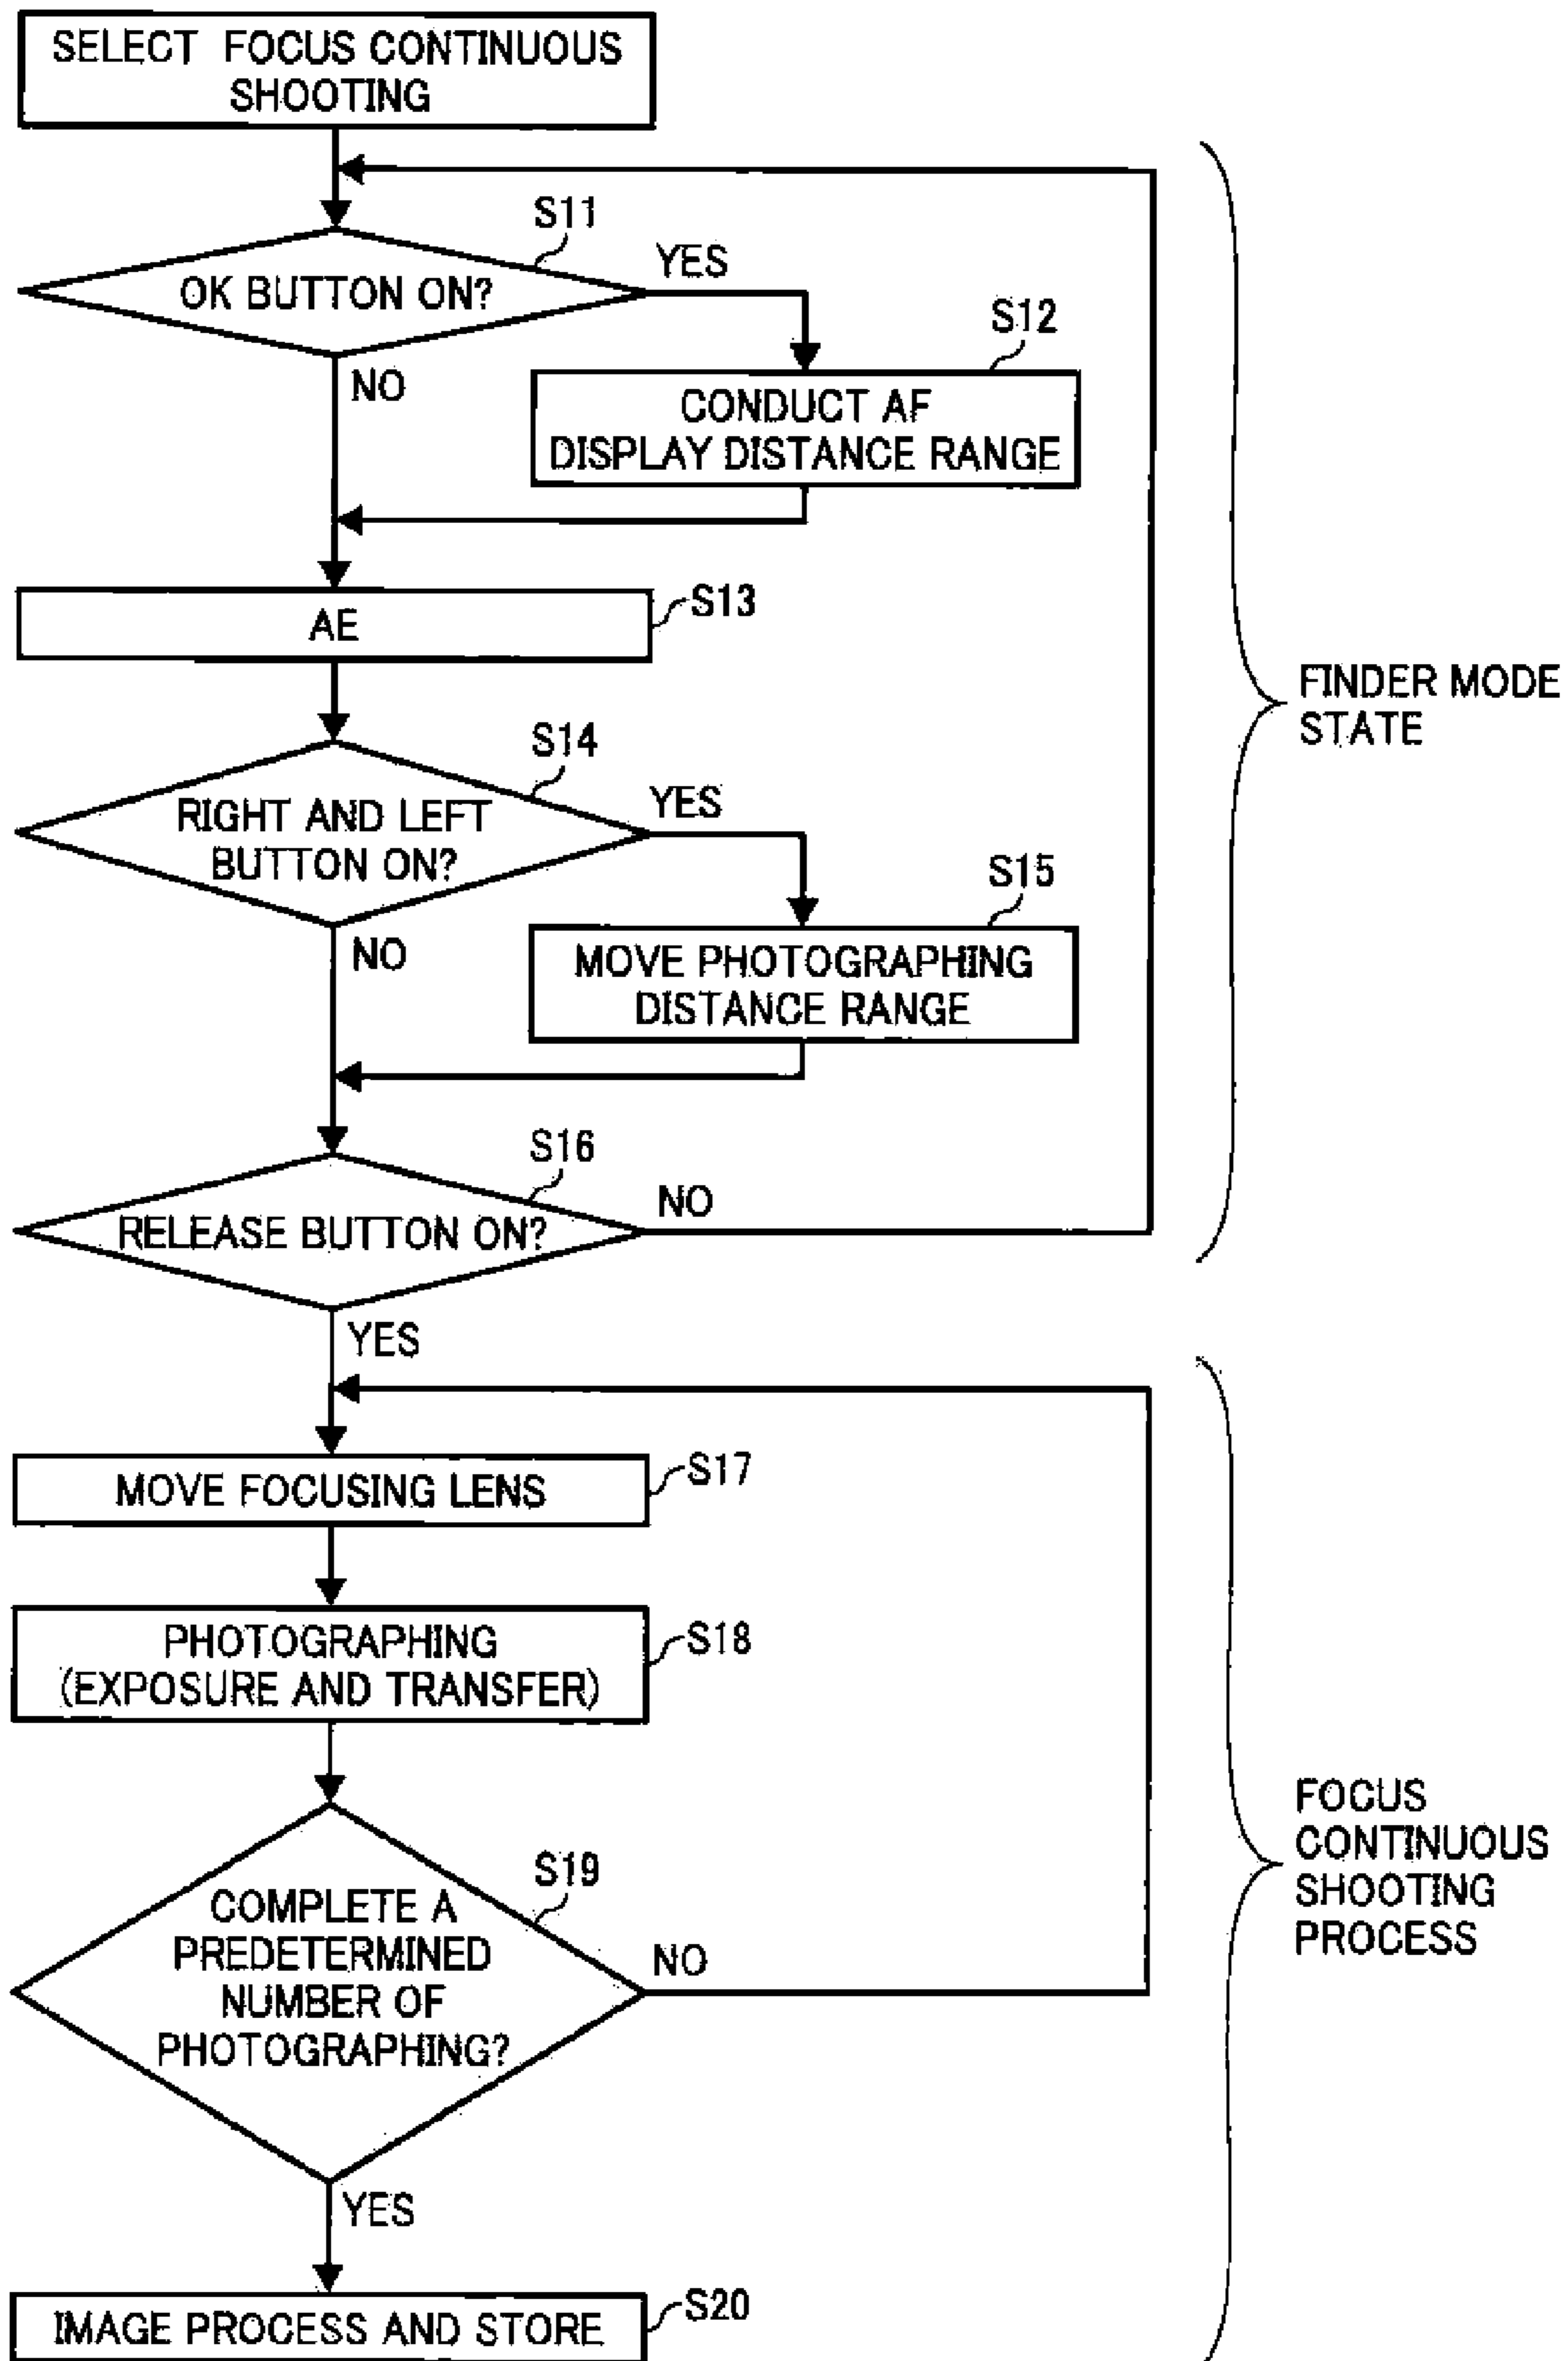 SELECT FOCUS CONTINUOUS
SHOOTING
S11
OK BUTTON ON?
YES
NO
S12
CONDUCT AF
DISPLAY DISTANCE RANGE
AE
S13
FINDER MODE
STATE
S14
RIGHT AND LEFT
BUTTON ON?
YES
NO
S15
MOVE PHOTOGRAPHING
DISTANCE RANGE
S16
RELEASE BUTTON ON?
NO
YES
MOVE FOCUSING LENS
S17
PHOTOGRAPHING
(EXPOSURE AND TRANSFER)
S18
S19
COMPLETE A
PREDETERMINED
NUMBER OF
PHOTOGRAPHING?
NO
YES
FOCUS
CONTINUOUS
SHOOTING
PROCESS
IMAGE PROCESS AND STORE
S20